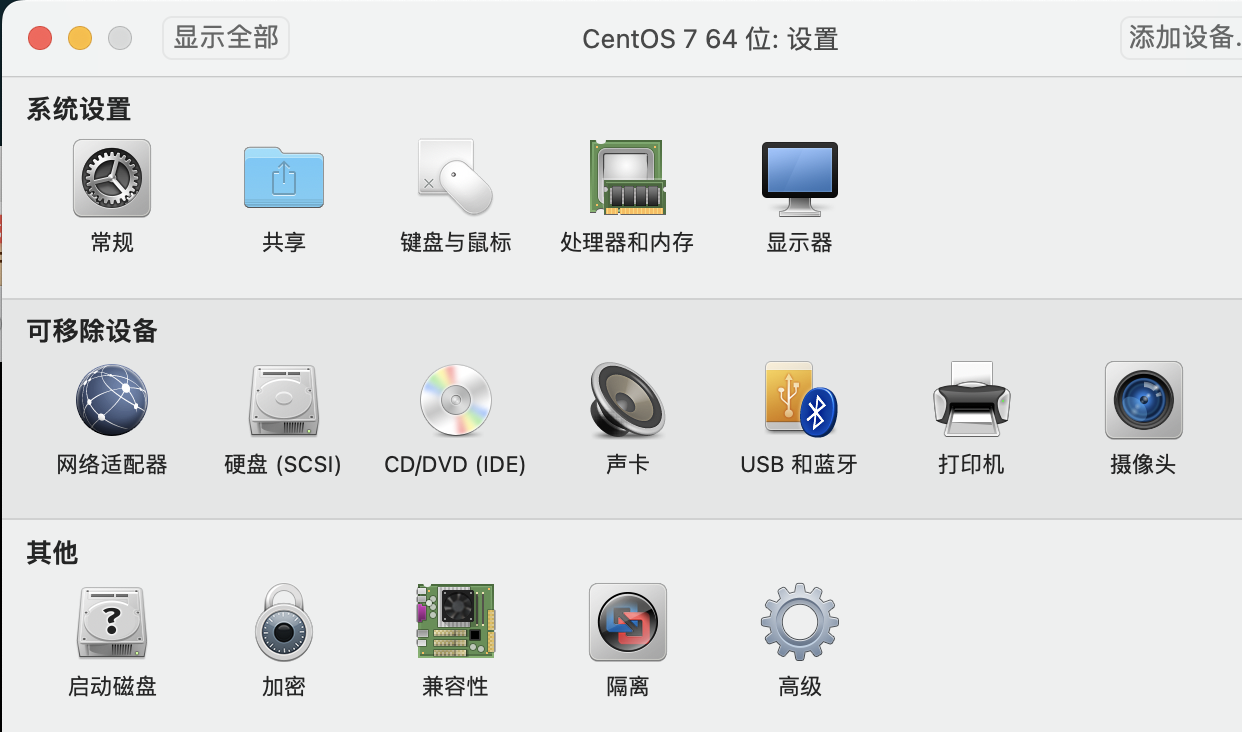 显示全部
CentOS 7 64 位: 设置
添加设备.
系统设置
常规
共享
键盘与鼠标
处理器和内存
显示器
可移除设备
网络适配器
硬盘 (SCSI)
CD/DVD (IDE)
声卡
USB 和蓝牙
打印机
摄像头
其他
?
启动磁盘
加密
兼容性
隔离
高级